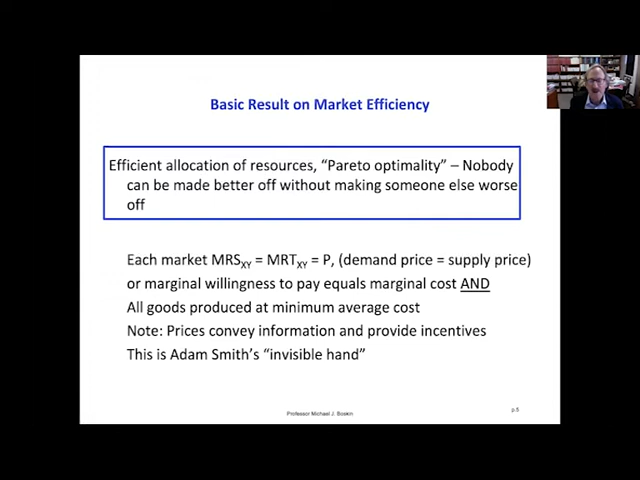 Basic Result on Market Efficiency
Efficient allocation of resources, “Pareto optimality” – Nobody
can be made better off without making someone else worse
off
Each market MRSXY = MRTXY = P, (demand price = supply price)
or marginal willingness to pay equals marginal cost AND
All goods produced at minimum average cost
Note: Prices convey information and provide incentives
This is Adam Smith’s “invisible hand”
Professor Michael J. Boskin
p.5